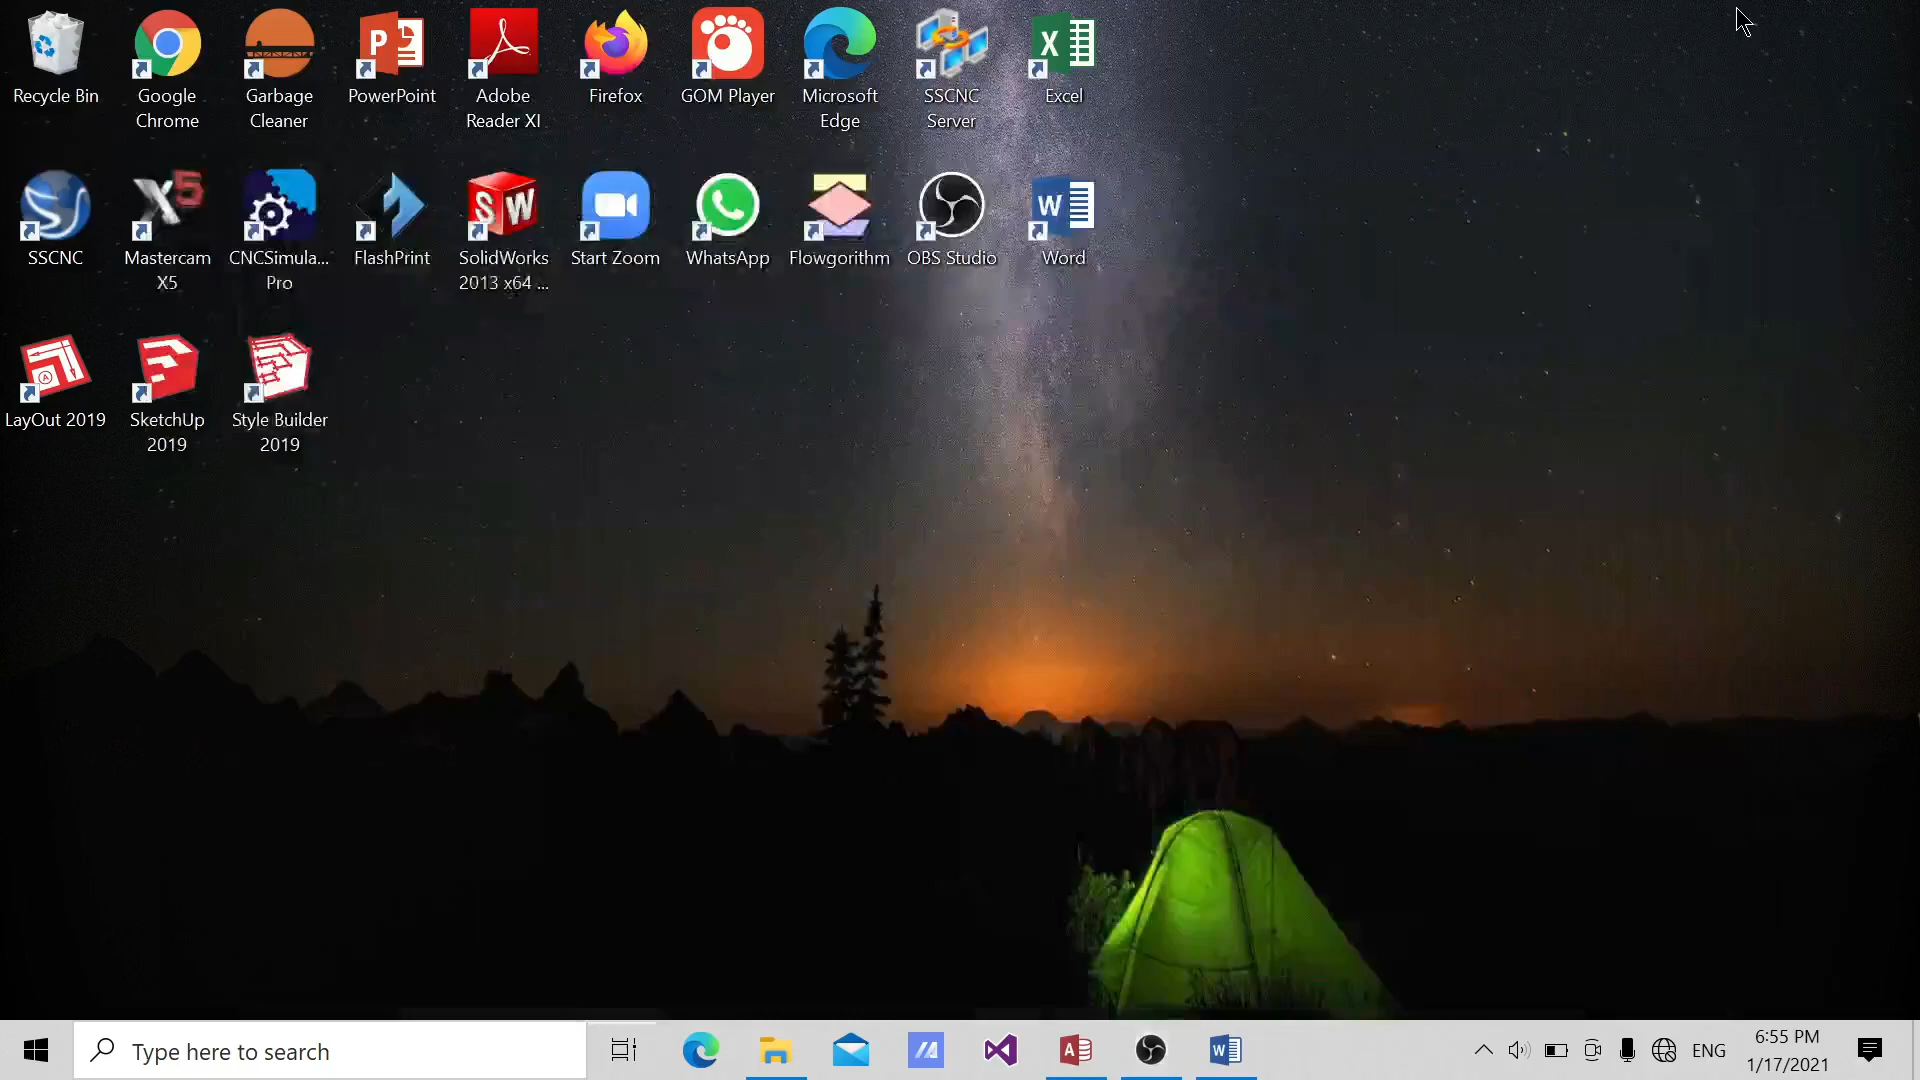 Recycle Bin
Google Chrome
Garbage Cleaner
PowerPoint
Adobe Reader XI
Firefox
GOM Player
Microsoft Edge
SSCNC Server
Excel
SSCNC
Mastercam X5
CNCSimula... Pro
FlashPrint
SolidWorks 2013 x64 ...
Start Zoom
WhatsApp
Flowgorithm
OBS Studio
Word
LayOut 2019
SketchUp 2019
Style Builder 2019
Type here to search
ENG
6:55 PM
1/17/2021